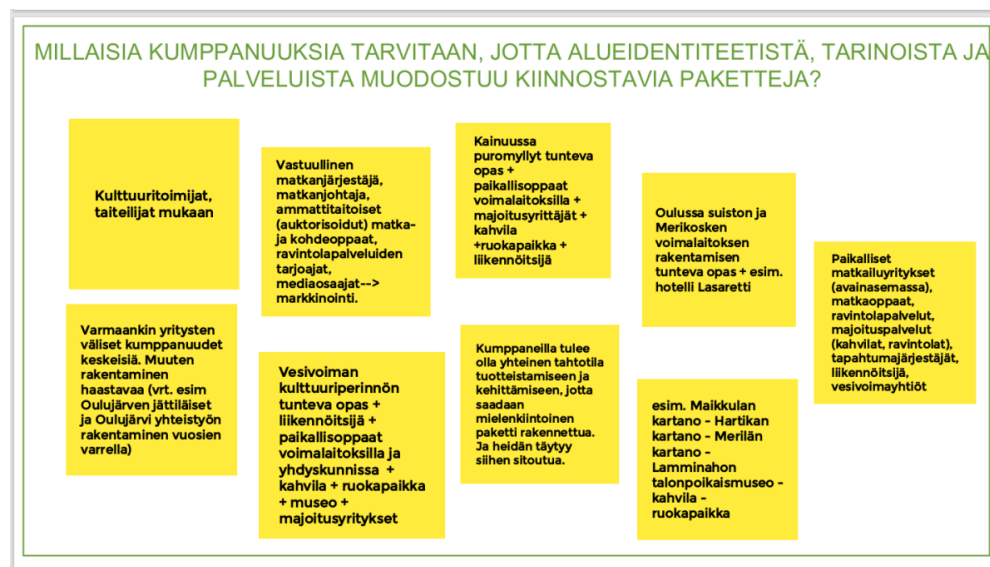 MILLAISIA KUMPPANUUKSIA TARVITAAN, JOTTA ALUEIDENTITEETISTÄ, TARINOISTA JA
PALVELUISTA MUODOSTUU KIINNOSTAVIA PAKETTEJA?
Kulttuuritoimijat,
taiteilijat mukaan
Vastuullinen
matkanjärjestäjä,
matkanjohtaja,
ammattitaitoiset
(auktorisoidut) matka-
ja kohdeoppaat,
ravintolapalveluiden
tarjoajat,
mediaosaajat-->
markkinointi.
Kainuussa
puromyllyt tunteva
opas +
paikallisoppaat
voimalaitoksilla +
majoitusyrittäjät +
kahvila
+ruokapaikka +
liikennöitsijä
Oulussa suiston ja
Merikosken
voimalaitoksen
rakentamisen
tunteva opas + esim.
hotelli Lasaretti
Paikalliset
matkailuyritykset
(avainasemassa),
matkaoppaat,
ravintolapalvelut,
majoituspalvelut
(kahvilat, ravintolat),
tapahtumajärjestäjät,
liikennöitsijä,
vesivoimayhtiöt
Varmaankin yritysten
väliset kumppanuudet
keskeisiä. Muuten
rakentaminen
haastavaa (vrt. esim
Oulujärven jättiläiset
ja Oulujärvi yhteistyön
rakentaminen vuosien
varrella)
Vesivoiman
kulttuuriperinnön
tunteva opas +
liikennöitsijä +
paikallisoppaat
voimalaitoksilla ja
yhdyskunnissa +
kahvila + ruokapaikka
+ museo +
majoitusyritykset
Kumppaneilla tulee
olla yhteinen tahtotila
tuotteistamiseen ja
kehittämiseen, jotta
saadaan
mielenkiintoinen
paketti rakennettua.
Ja heidän täytyy
siihen sitoutua.
esim. Maikkulan
kartano - Hartikan
kartano - Merilän
kartano -
Lamminahon
talonpoikaismuseo -
kahvila -
ruokapaikka